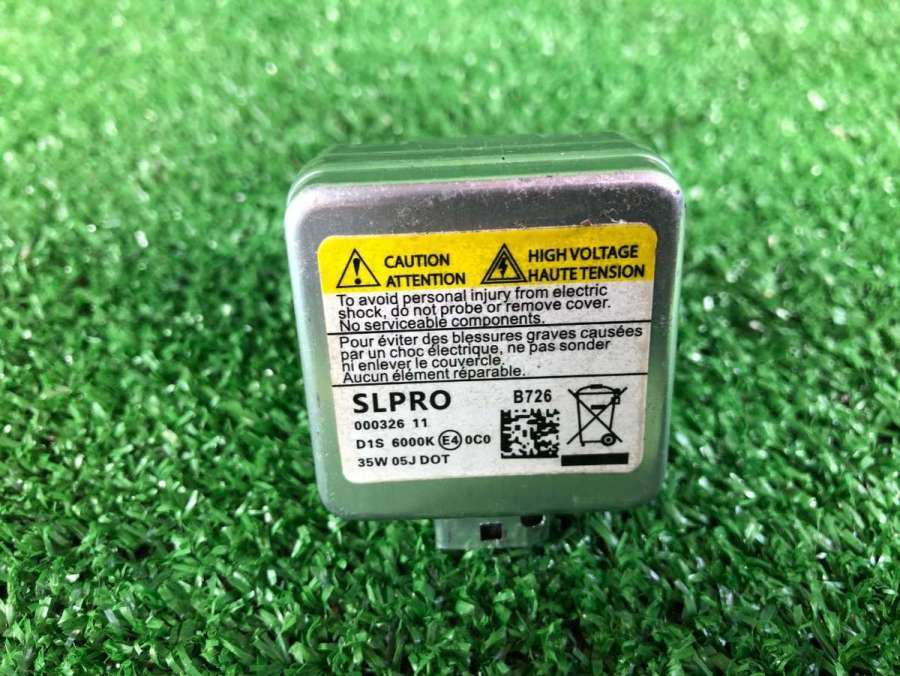 CAUTION
ATTENTION
HIGH VOLTAGE
HAUTE TENSION
To avoid personal injury from electric
shock, do not probe or remove cover.
No serviceable components.
Pour éviter des blessures graves causées
par un choc électrique, ne pas sonder
ni enlever le couvercle.
Aucun élément réparable.
SLPRO
B726
000326 11
D1S 6000K E4 0C0
35W 05J DOT